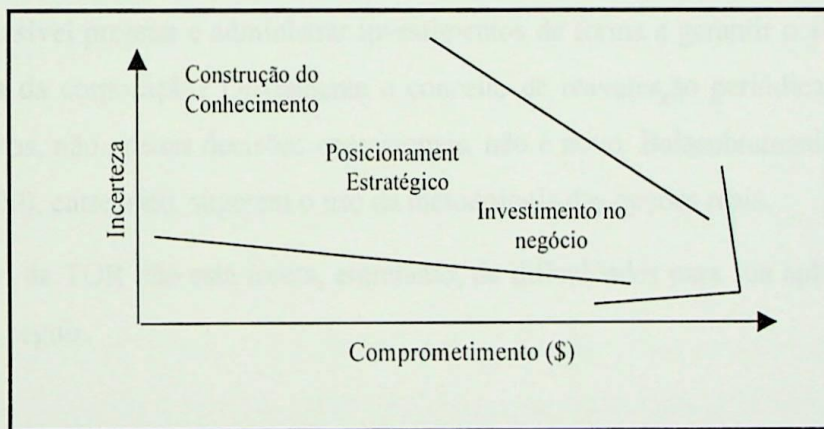 Construção do
Conhecimento
Posicionament
Estratégico
Investimento no
negócio
Incerteza
Comprometimento ($)